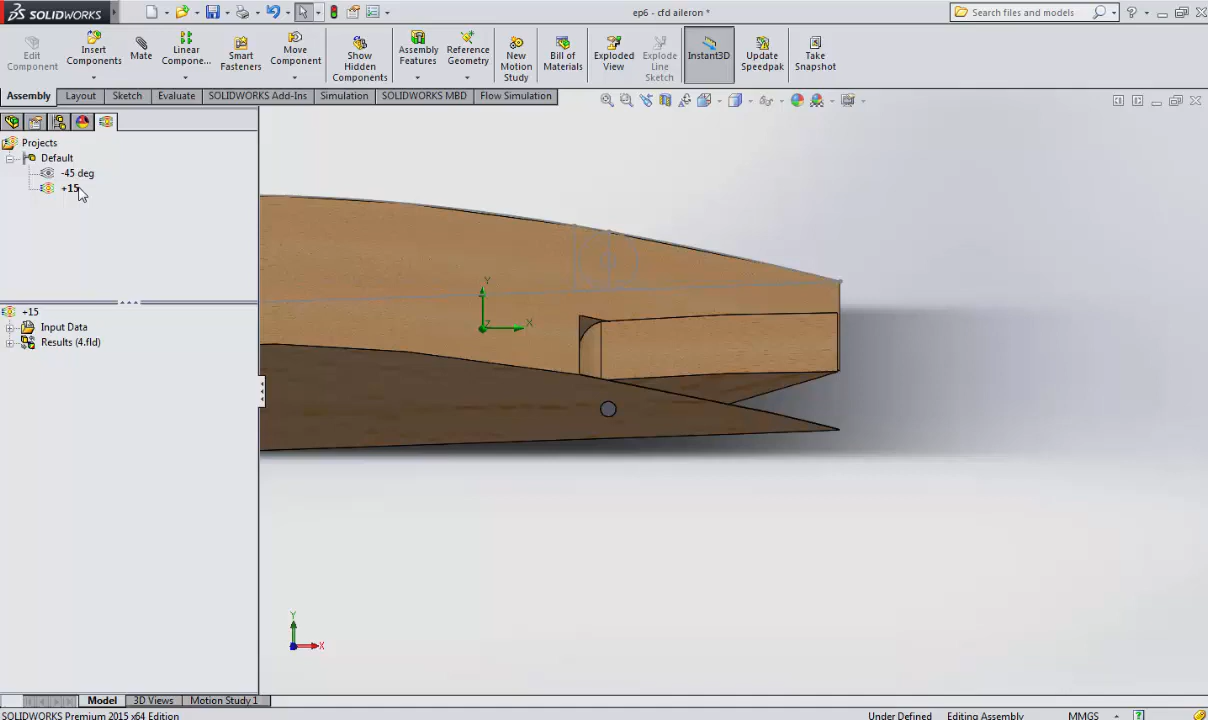 SOLIDWORKS
ep6 - cfd aileron *
Search files and models
Edit Component
Insert Components
Mate
Linear Compone...
Smart Fasteners
Move Component
Show Hidden Components
Assembly Features
Reference Geometry
New Motion Study
Bill of Materials
Exploded View
Explode Line Sketch
Instant3D
Update Speedpak
Take Snapshot
Assembly
Layout
Sketch
Evaluate
SOLIDWORKS Add-Ins
Simulation
SOLIDWORKS MBD
Flow Simulation
Projects
Default
-45 deg
+15
+15
Input Data
Results (4.fld)
Y
X
Z
Y
X
Model
3D Views
Motion Study 1
SOLIDWORKS Premium 2015 x64 Edition
Under Defined
Editing Assembly
MMGS